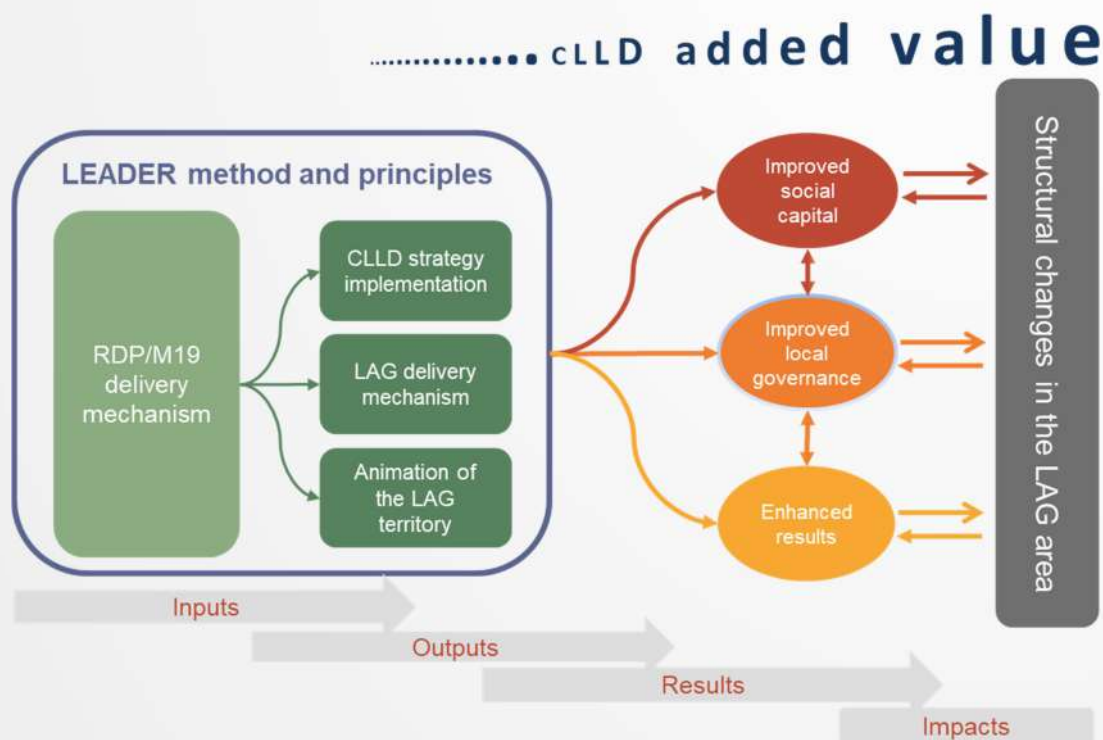 ............... cLLD added value
LEADER method and principles
RDP/M19
delivery
mechanism
CLLD strategy
implementation
LAG delivery
mechanism
Animation of
the LAG
territory
Improved
social
capital
Improved
local
governance
Enhanced
results
Structural changes in the LAG area
Inputs
Outputs
Results
Impacts